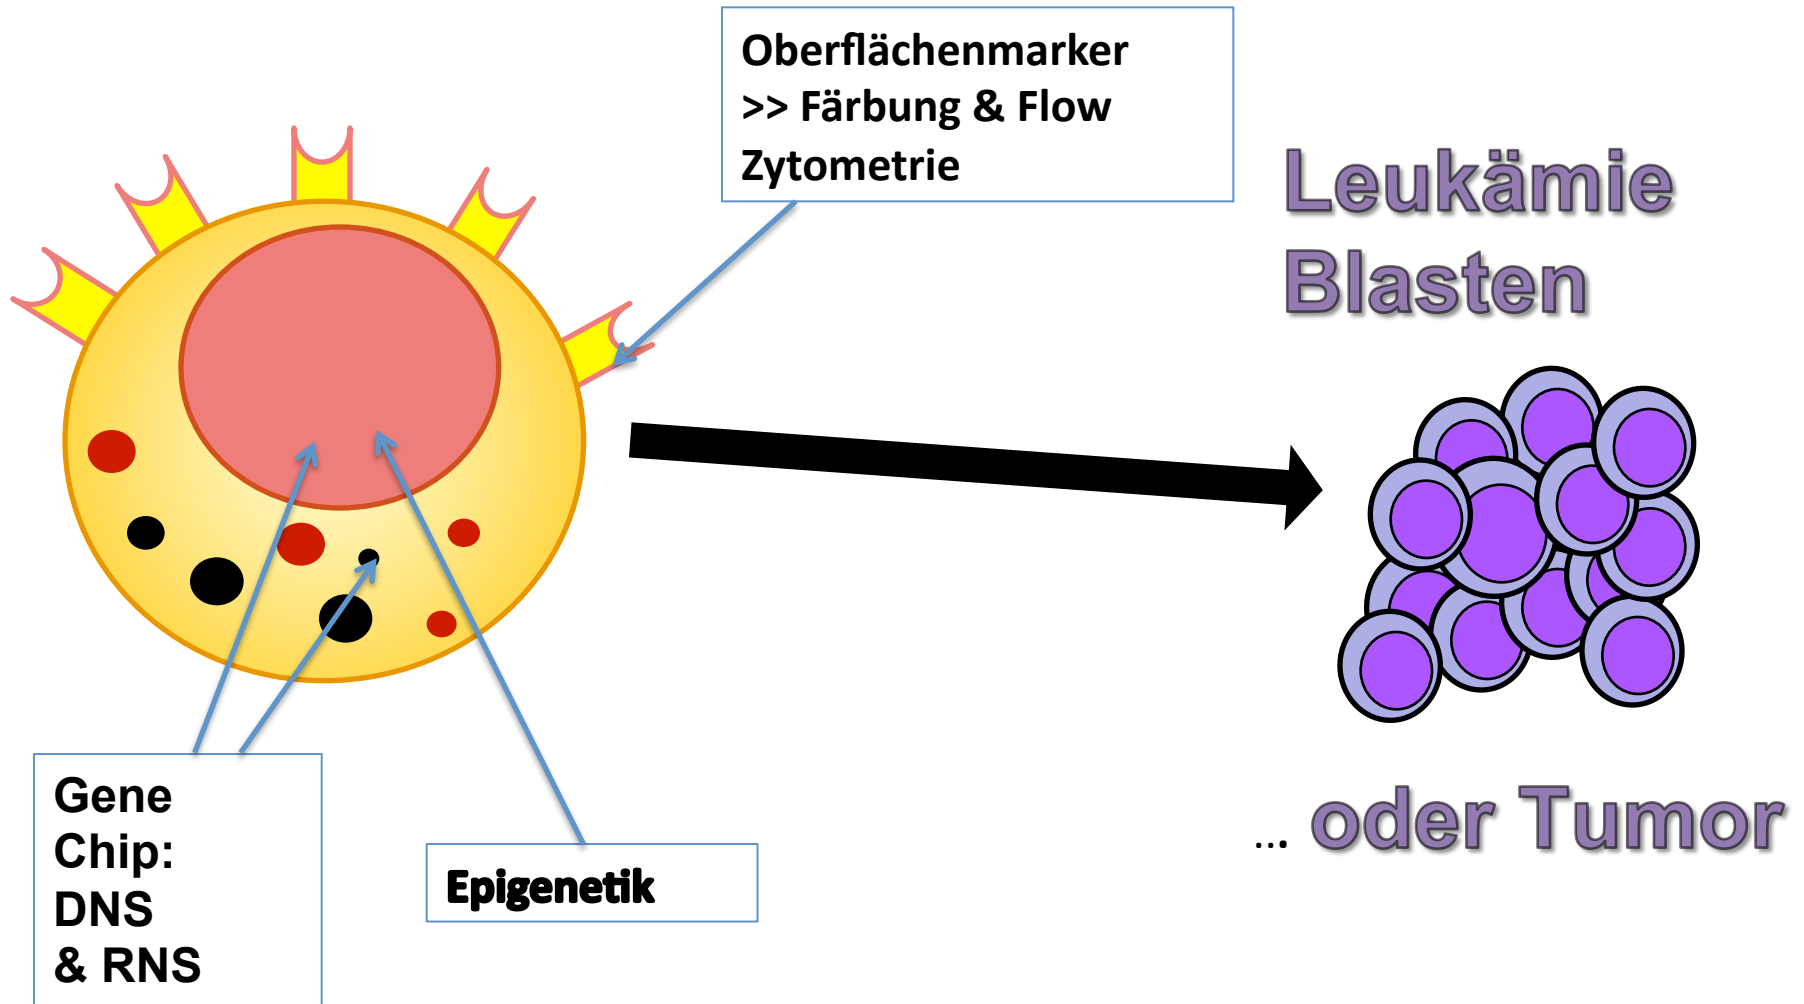 Oberflächenmarker
>> Färbung & Flow
Zytometrie
Leukämie
Blasten
... oder Tumor
Gene
Chip:
DNS
& RNS
Epigenetik